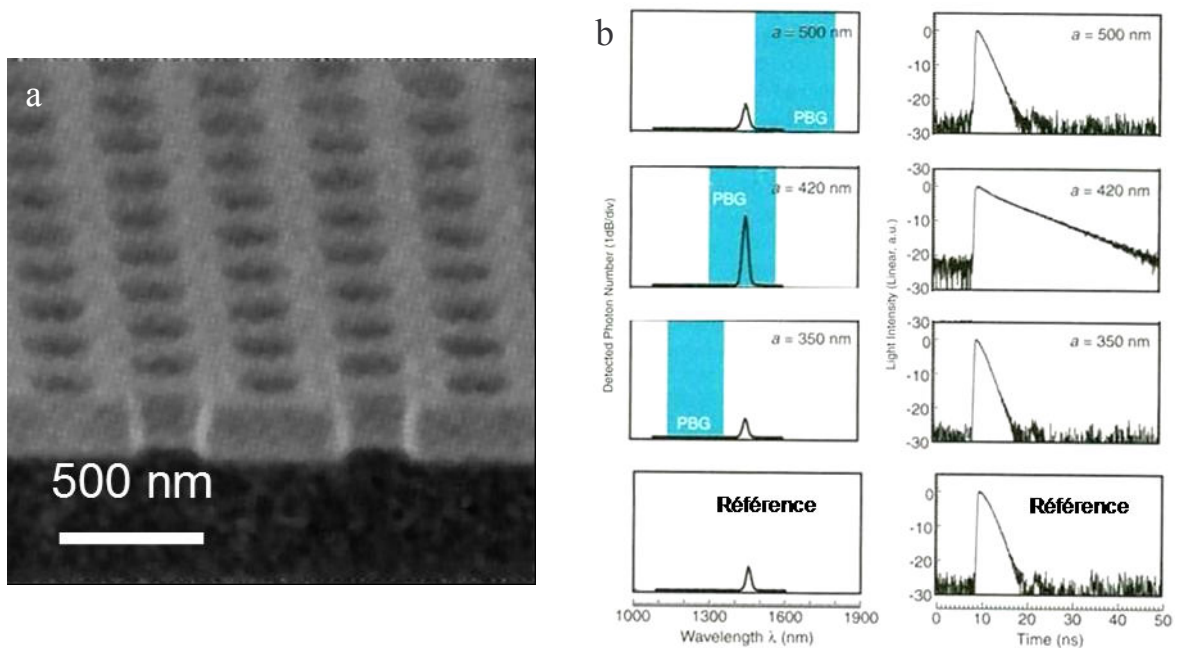 a
500 nm
b
Detected Photon Number (1dB/div)
a = 500 nm
PBG
PBG
a = 420 nm
a = 350 nm
PBG
Référence
1000 1300 1600 1900
Wavelength λ (nm)
Light Intensity (Linear, a.u.)
a = 500 nm
0
-10
-20
-30
a = 420 nm
-30
0
-10
-20
-30
a = 350 nm
-30
0
-10
-20
-30
Référence
0
-10
-20
-30
0 10 20 30 40 50
Time (ns)